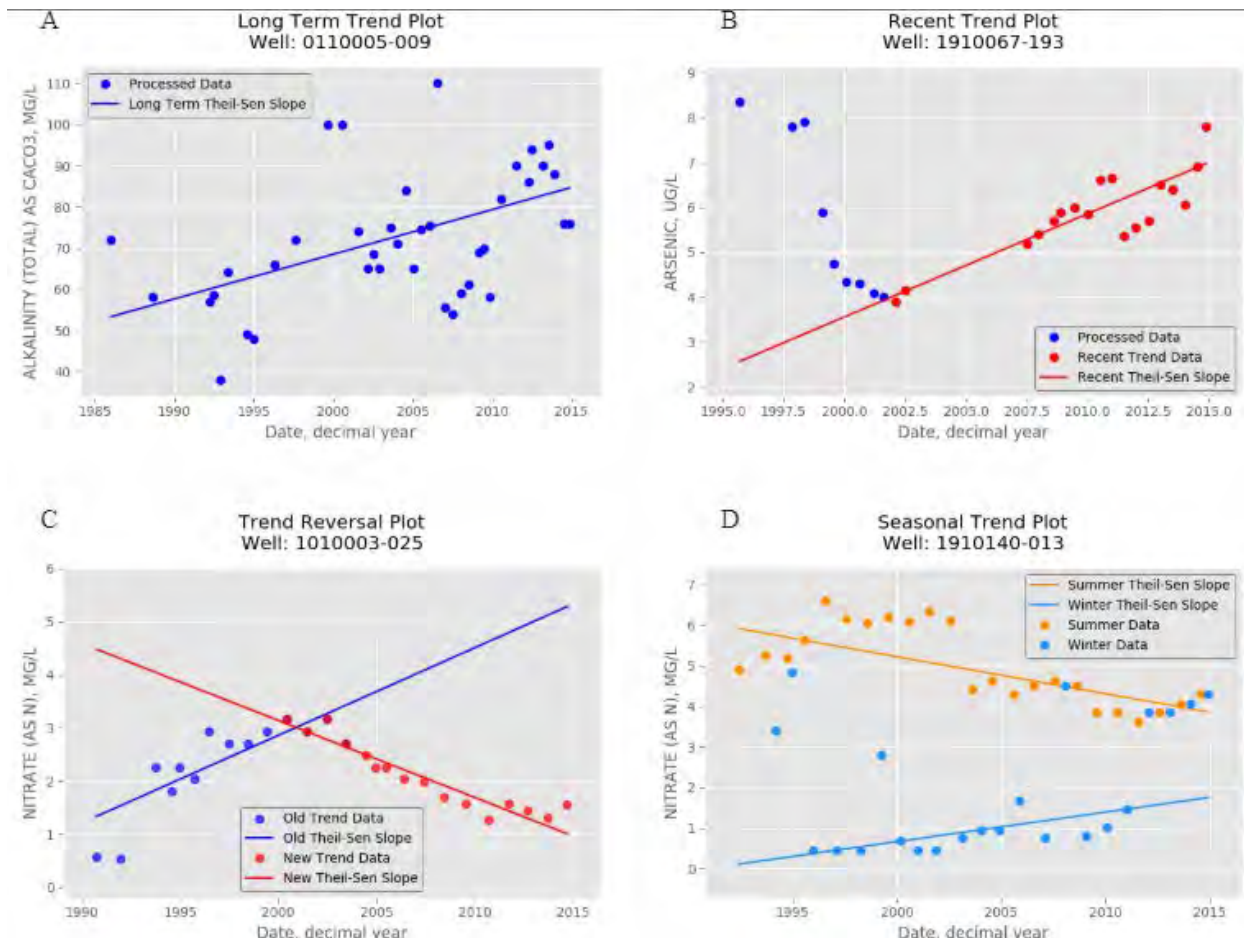 A
Long Term Trend Plot
Well: 0110005-009
Processed Data
Long Term Theil-Sen Slope
ALKALINITY (TOTAL) AS CACO3, MG/L
110
100
90
80
70
60
50
40
1985 1990 1995 2000 2005 2010 2015
Date, decimal year
B
Recent Trend Plot
Well: 1910067-193
ARSENIC, UG/L
9
8
7
6
5
4
3
2
Processed Data
Recent Trend Data
Recent Theil-Sen Slope
1995.0 1997.5 2000.0 2002.5 2005.0 2007.5 2010.0 2012.5 2015.0
Date, decimal year
C
Trend Reversal Plot
Well: 1010003-025
NITRATE (AS N), MG/L
6
5
4
3
2
1
0
Old Trend Data
Old Theil-Sen Slope
New Trend Data
New Theil-Sen Slope
1990 1995 2000 2005 2010 2015
Date, decimal year
D
Seasonal Trend Plot
Well: 1910140-013
Summer Theil-Sen Slope
Winter Theil-Sen Slope
Summer Data
Winter Data
NITRATE (AS N), MG/L
7
6
5
4
3
2
1
0
1995 2000 2005 2010 2015
Date, decimal year